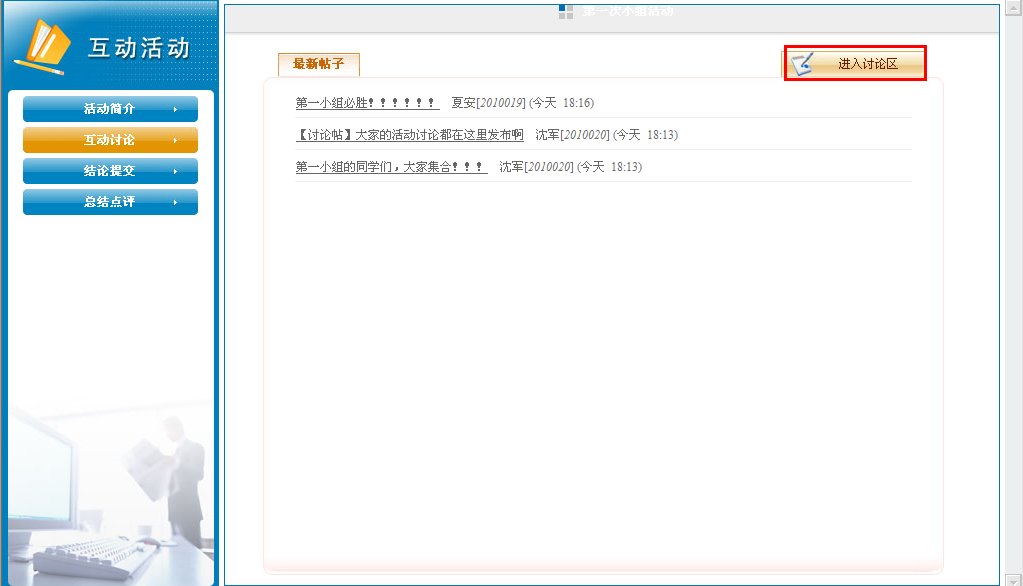 互动活动
活动简介
互动讨论
结论提交
总结点评
第一次小组活动
最新帖子
进入讨论区
第一小组必胜！！！！！！ 夏安[2010019] (今天 18:16)
【讨论帖】大家的活动讨论都在这里发布啊 沈军[2010020] (今天 18:13)
第一小组的同学们，大家集合！！！ 沈军[2010020] (今天 18:13)